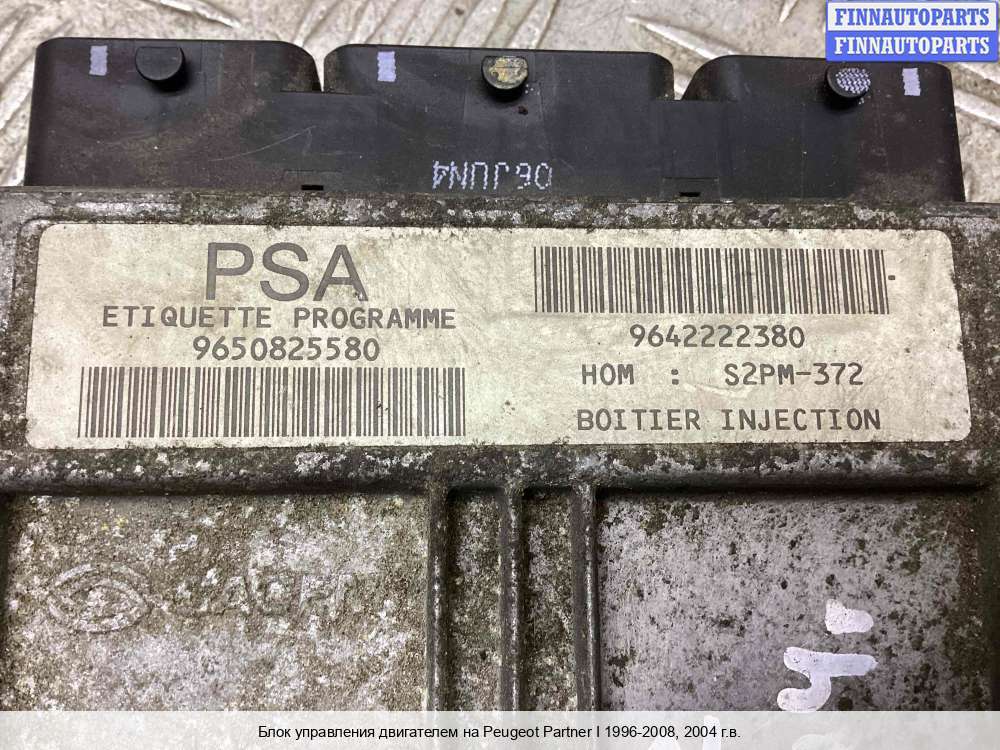 FINNAUTOPARTS
FINNAUTOPARTS
06JUN4
PSA
ETIQUETTE PROGRAMME
9650825580
9642222380
HOM : S2PM-372
BOITIER INJECTION
SAGEM
Блок управления двигателем на Peugeot Partner I 1996-2008, 2004 г.в.